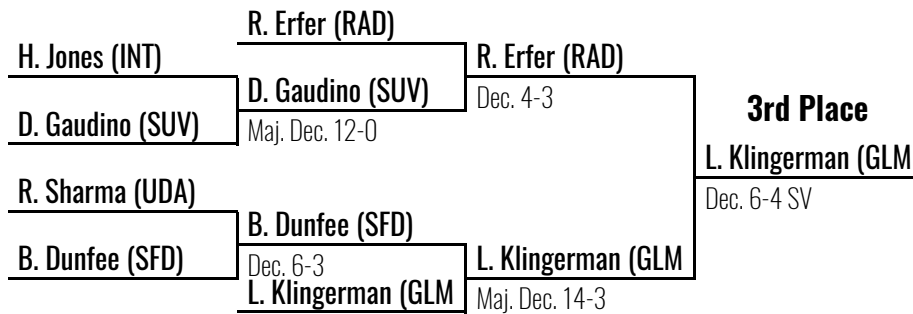 R. Erfer (RAD)
H. Jones (INT)
R. Erfer (RAD)
D. Gaudino (SUV)
Dec. 4-3
3rd Place
D. Gaudino (SUV)
Maj. Dec. 12-0
L. Klingerman (GLM
R. Sharma (UDA)
Dec. 6-4 SV
B. Dunfee (SFD)
B. Dunfee (SFD)
Dec. 6-3
L. Klingerman (GLM
L. Klingerman (GLM
Maj. Dec. 14-3